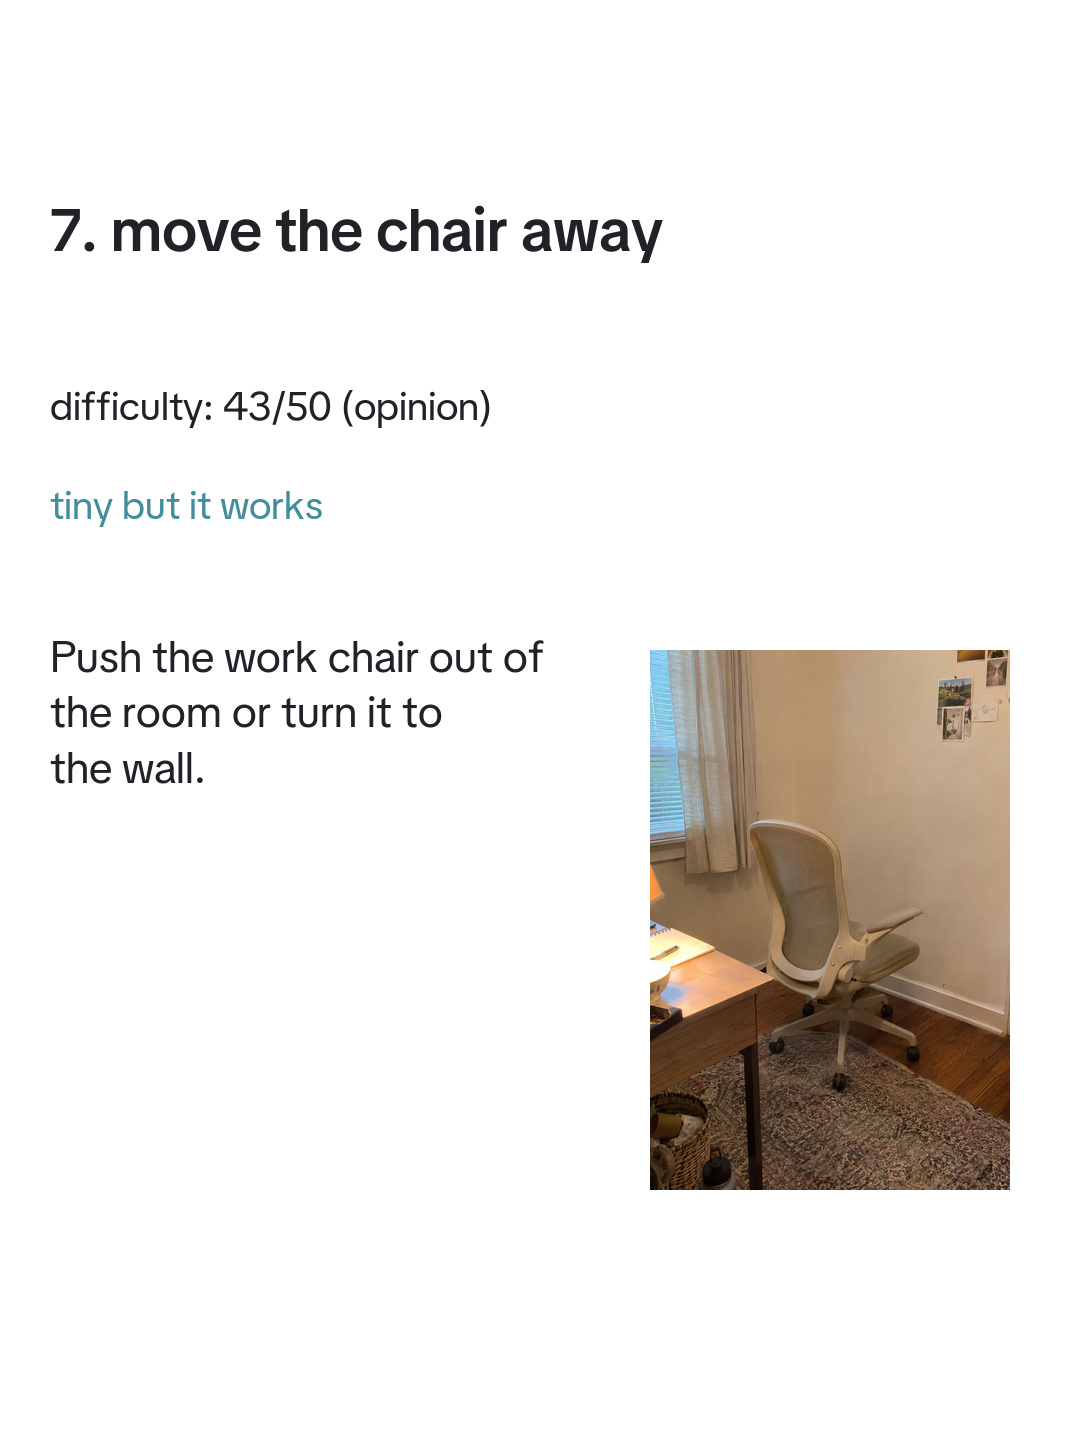 7. move the chair away
difficulty: 43/50 (opinion)
tiny but it works
Push the work chair out of
the room or turn it to
the wall.